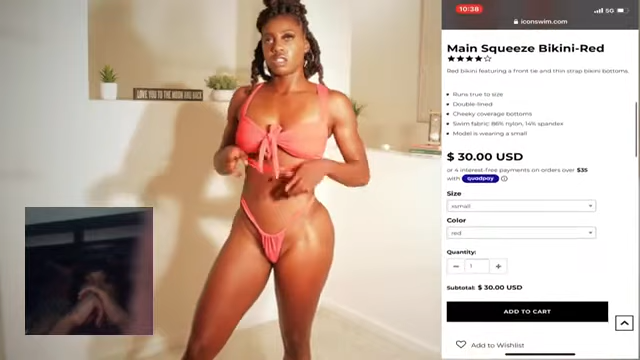 10:38
5G
iconswim.com
Main Squeeze Bikini-Red
Red bikini featuring a front tie and thin strap bikini bottoms.
Runs true to size
Double-lined
Cheeky coverage bottoms
Swim fabric: 86% nylon, 14% spandex
Model is wearing a small
$ 30.00 USD
or 4 interest-free payments on orders over $35
with quadpay
Size
xsmall
Color
red
Quantity:
1
Subtotal: $ 30.00 USD
ADD TO CART
Add to Wishlist
I LOVE YOU TO THE MOON AND BACK